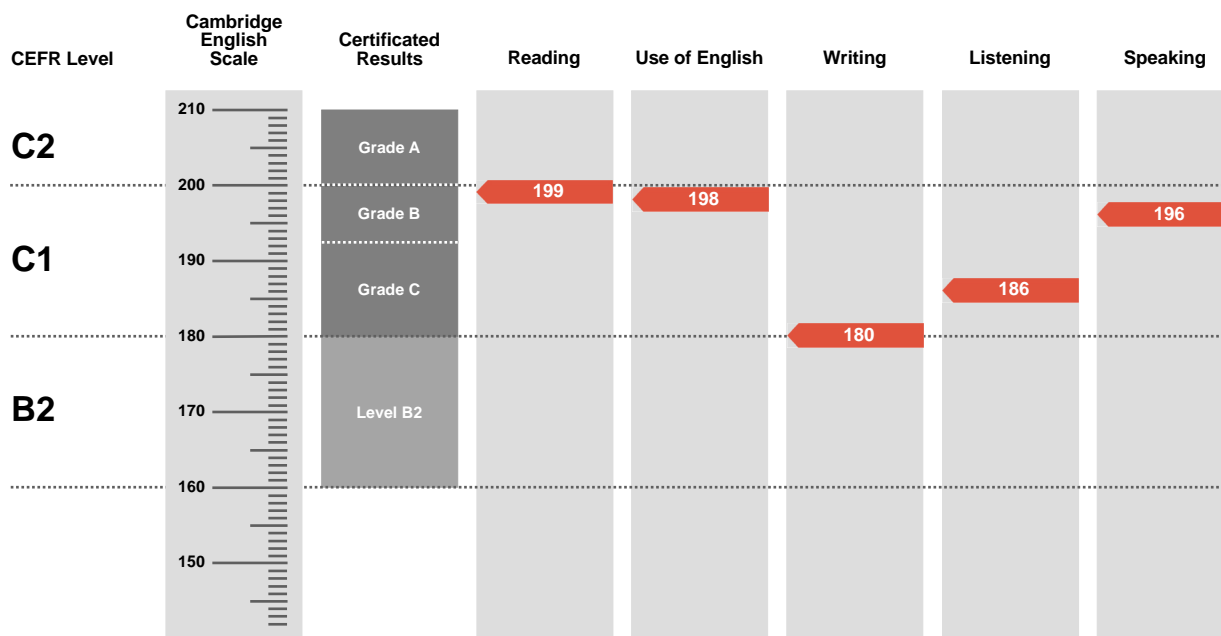 CEFR Level
Cambridge
English
Scale
Certificated
Results
Reading
Use of English
Writing
Listening
Speaking
210
C2
Grade A
200
199
198
Grade B
196
C1
190
Grade C
186
180
180
B2
170
Level B2
160
150